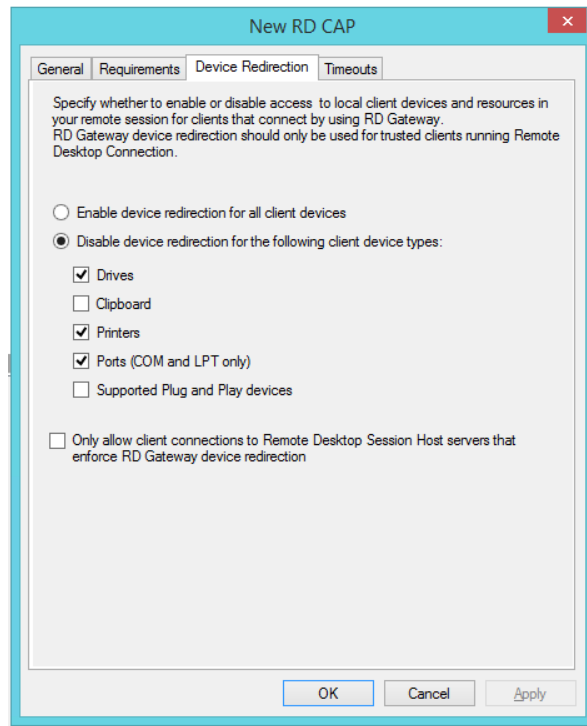 New RD CAP
General Requirements Device Redirection Timeouts
Specify whether to enable or disable access to local client devices and resources in
your remote session for clients that connect by using RD Gateway.
RD Gateway device redirection should only be used for trusted clients running Remote
Desktop Connection.
Enable device redirection for all client devices
Disable device redirection for the following client device types:
Drives
Clipboard
Printers
Ports (COM and LPT only)
Supported Plug and Play devices
Only allow client connections to Remote Desktop Session Host servers that
enforce RD Gateway device redirection
OK Cancel Apply